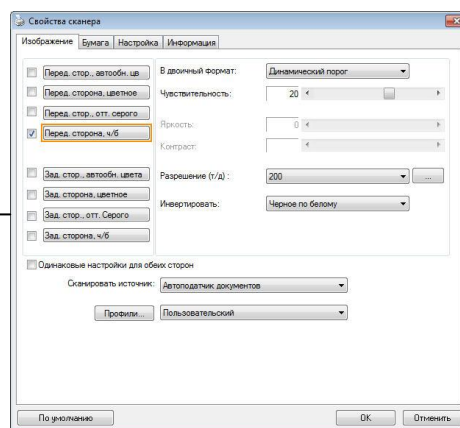 Свойства сканера
Изображение Бумага Настройка Информация
Перед. стор., автообн. цв
Перед. сторона, цветное
Перед. стор., отт. серого
Перед. сторона, ч/б
Зад. стор., автообн. цвета
Зад. сторона, цветное
Зад. стор., отт. Серого
Зад. сторона, ч/б
В двоичный формат: Динамический порог
Чувствительность: 20
Яркость: 0
Контраст:
Разрешение (т/д) : 200 ...
Инвертировать: Черное по белому
Одинаковые настройки для обеих сторон
Сканировать источник: Автоподатчик документов
Профили... Пользовательский
По умолчанию OK Отменить